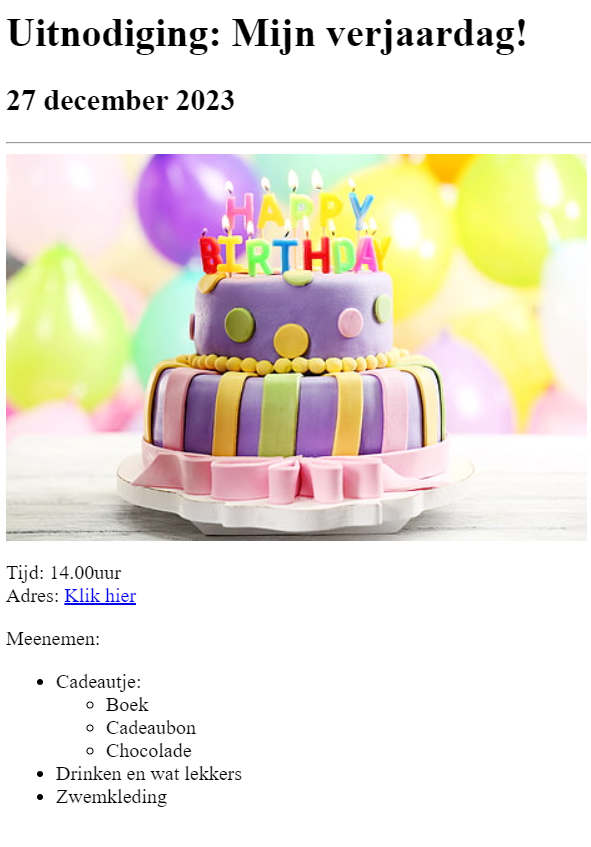 Uitnodiging: Mijn verjaardag!
27 december 2023
HAPPY
BIRTHDAY
Tijd: 14.00uur
Adres: Klik hier
Meenemen:
Cadeautje:
Boek
Cadeaubon
Chocolade
Drinken en wat lekkers
Zwemkleding